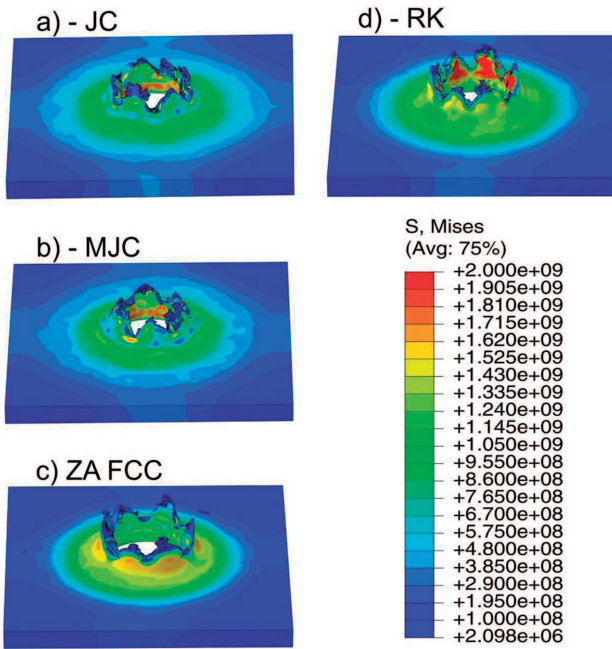 a) - JC
d) - RK
b) - MJC
c) ZA FCC
S, Mises
(Avg: 75%)
+2.000e+09
+1.905e+09
+1.810e+09
+1.715e+09
+1.620e+09
+1.525e+09
+1.430e+09
+1.335e+09
+1.240e+09
+1.145e+09
+1.050e+09
+9.550e+08
+8.600e+08
+7.650e+08
+6.700e+08
+5.750e+08
+4.800e+08
+3.850e+08
+2.900e+08
+1.950e+08
+1.000e+08
+2.098e+06